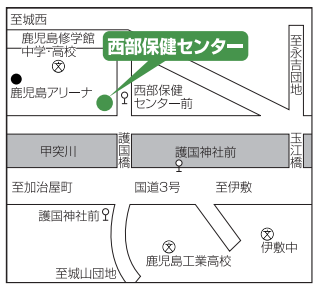 至城西
鹿児島修学館
中学・高校
文
西部保健センター
至永吉団地
鹿児島アリーナ
西部保健
センター前
甲突川
護国橋
護国神社前
玉江橋
至加治屋町
国道3号
至伊敷
護国神社前
文
鹿児島工業高校
文
伊敷中
至城山団地